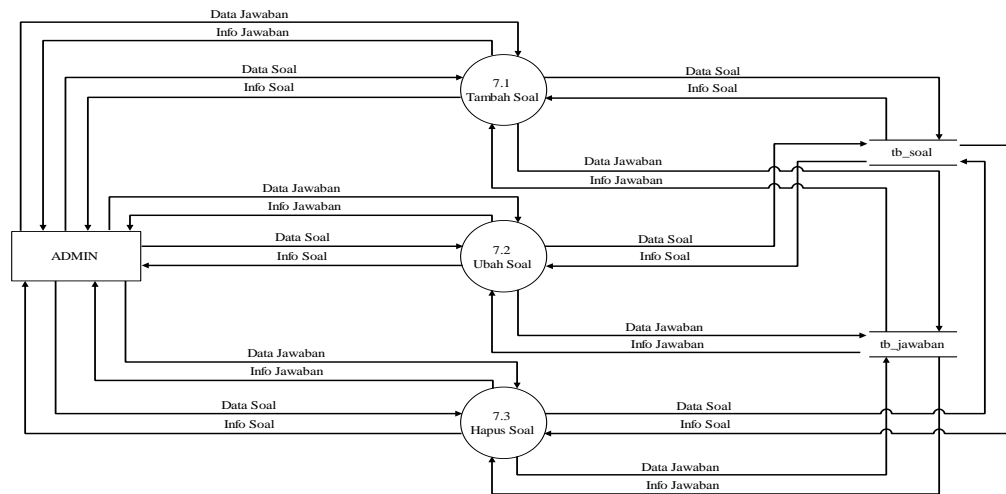 Data Jawaban
Info Jawaban
Data Soal
Info Soal
7.1
Tambah Soal
Data Soal
Info Soal
tb_soal
Data Jawaban
Info Jawaban
Data Jawaban
Info Jawaban
ADMIN
Data Soal
Info Soal
7.2
Ubah Soal
Data Soal
Info Soal
Data Jawaban
Info Jawaban
tb_jawaban
Data Jawaban
Info Jawaban
Data Soal
Info Soal
7.3
Hapus Soal
Data Soal
Info Soal
Data Jawaban
Info Jawaban